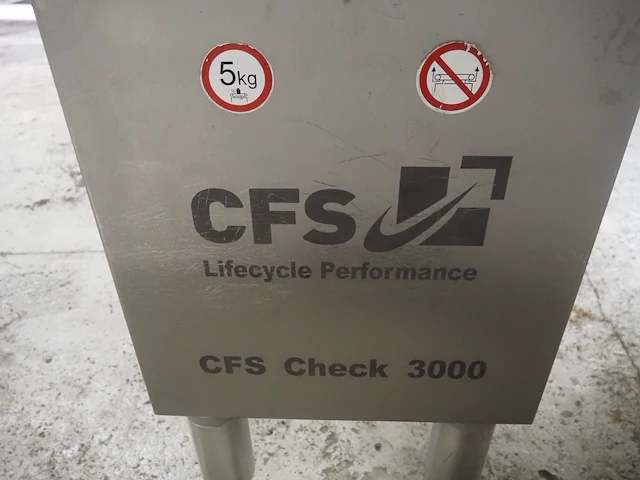 5kg
CFS
Lifecycle Performance
CFS Check 3000